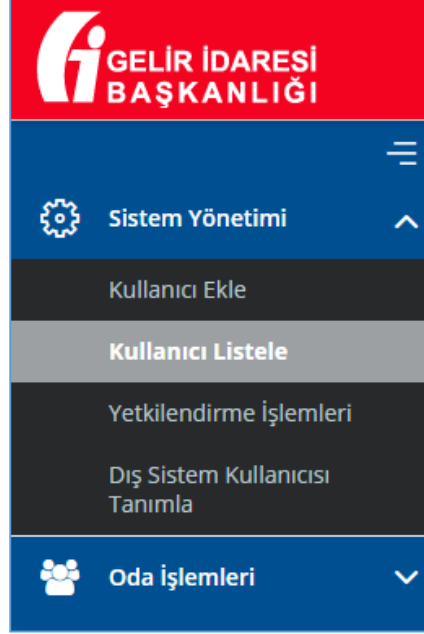 GELİR İDARESİ
BAŞKANLIĞI
Sistem Yönetimi
Kullanıcı Ekle
Kullanıcı Listele
Yetkilendirme İşlemleri
Dış Sistem Kullanıcısı
Tanımla
Oda İşlemleri